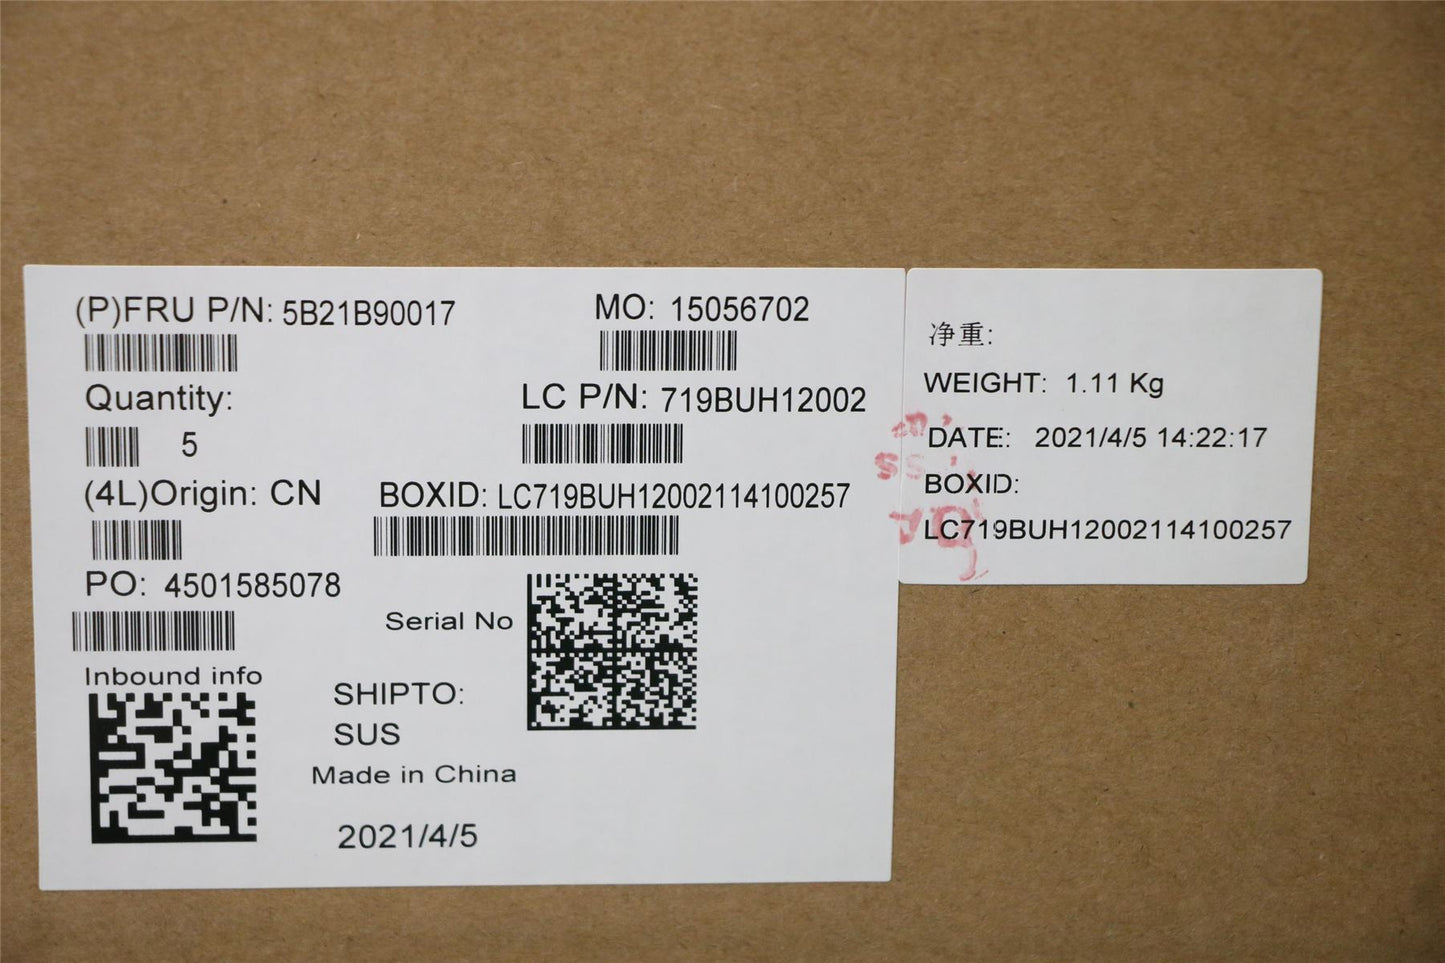 (P)FRU P/N: 5B21B90017
MO: 15056702
Quantity:
5
LC P/N: 719BUH12002
(4L)Origin: CN
BOXID: LC719BUH12002114100257
PO: 4501585078
Serial No
Inbound info
SHIPTO:
SUS
Made in China
2021/4/5
净重:
WEIGHT: 1.11 Kg
DATE: 2021/4/5 14:22:17
BOXID:
LC719BUH12002114100257